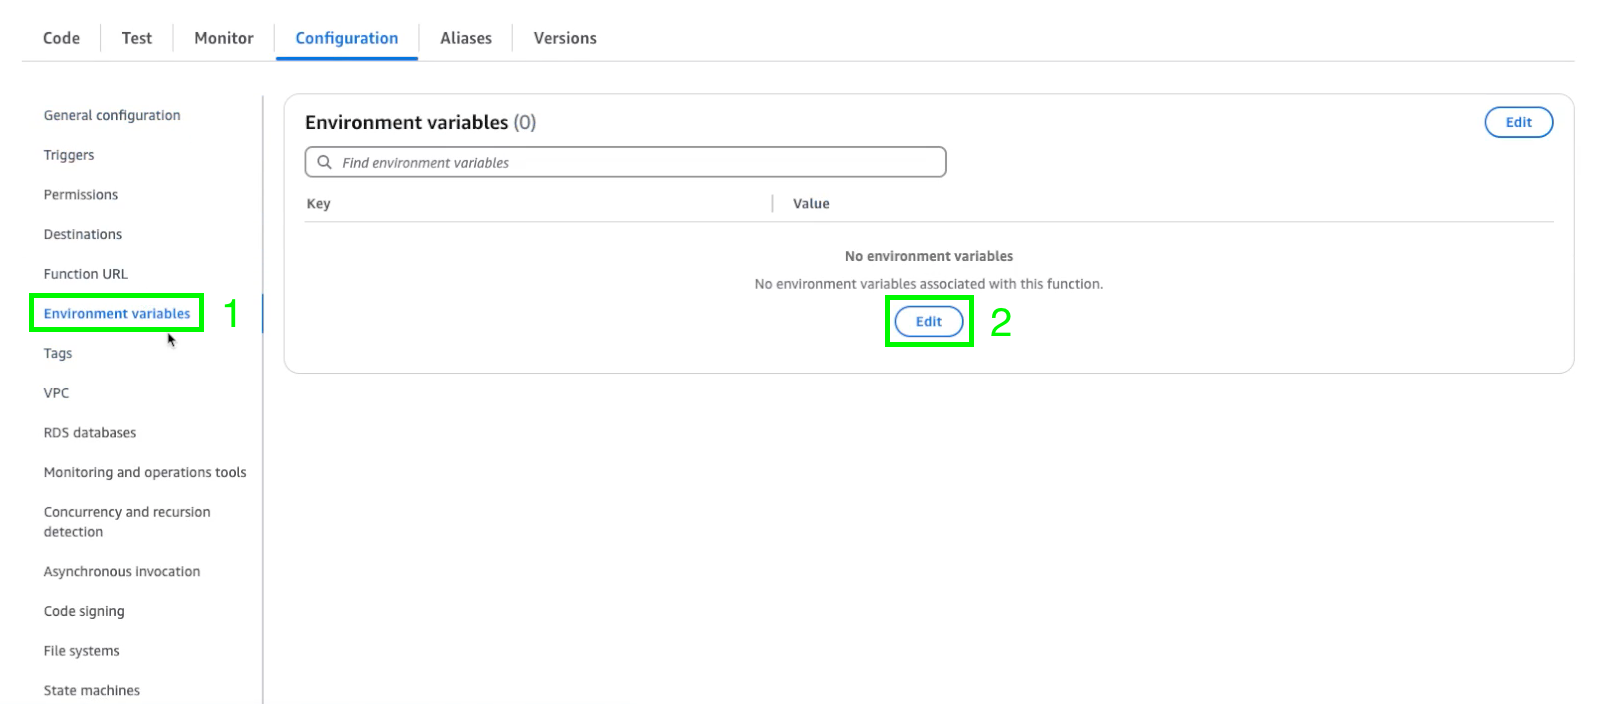 Code
Test
Monitor
Configuration
Aliases
Versions
General configuration
Triggers
Permissions
Destinations
Function URL
Environment variables
1
Tags
VPC
RDS databases
Monitoring and operations tools
Concurrency and recursion
detection
Asynchronous invocation
Code signing
File systems
State machines
Environment variables (0)
Edit
Find environment variables
Key
Value
No environment variables
No environment variables associated with this function.
Edit
2